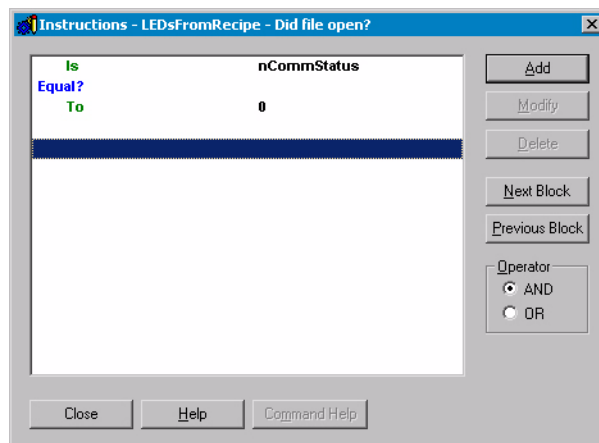 Instructions - LEDsFromRecipe - Did file open?
Is nCommStatus
Equal?
To 0
Add
Modify
Delete
Next Block
Previous Block
Operator
AND
OR
Close Help Command Help